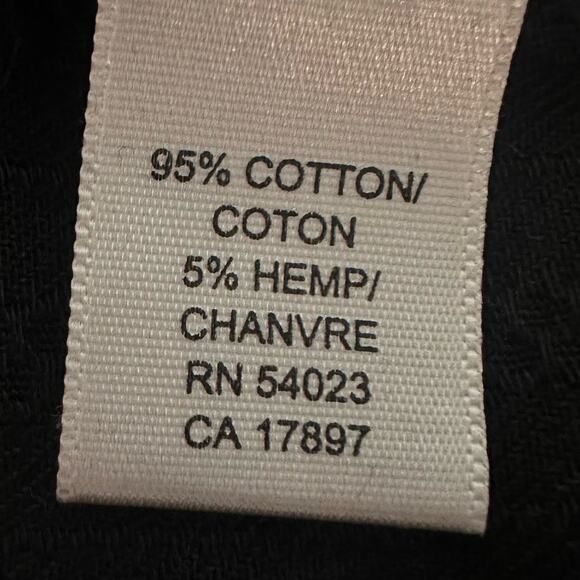 95% COTTON/
COTON
5% HEMP/
CHANVRE
RN 54023
CA 17897